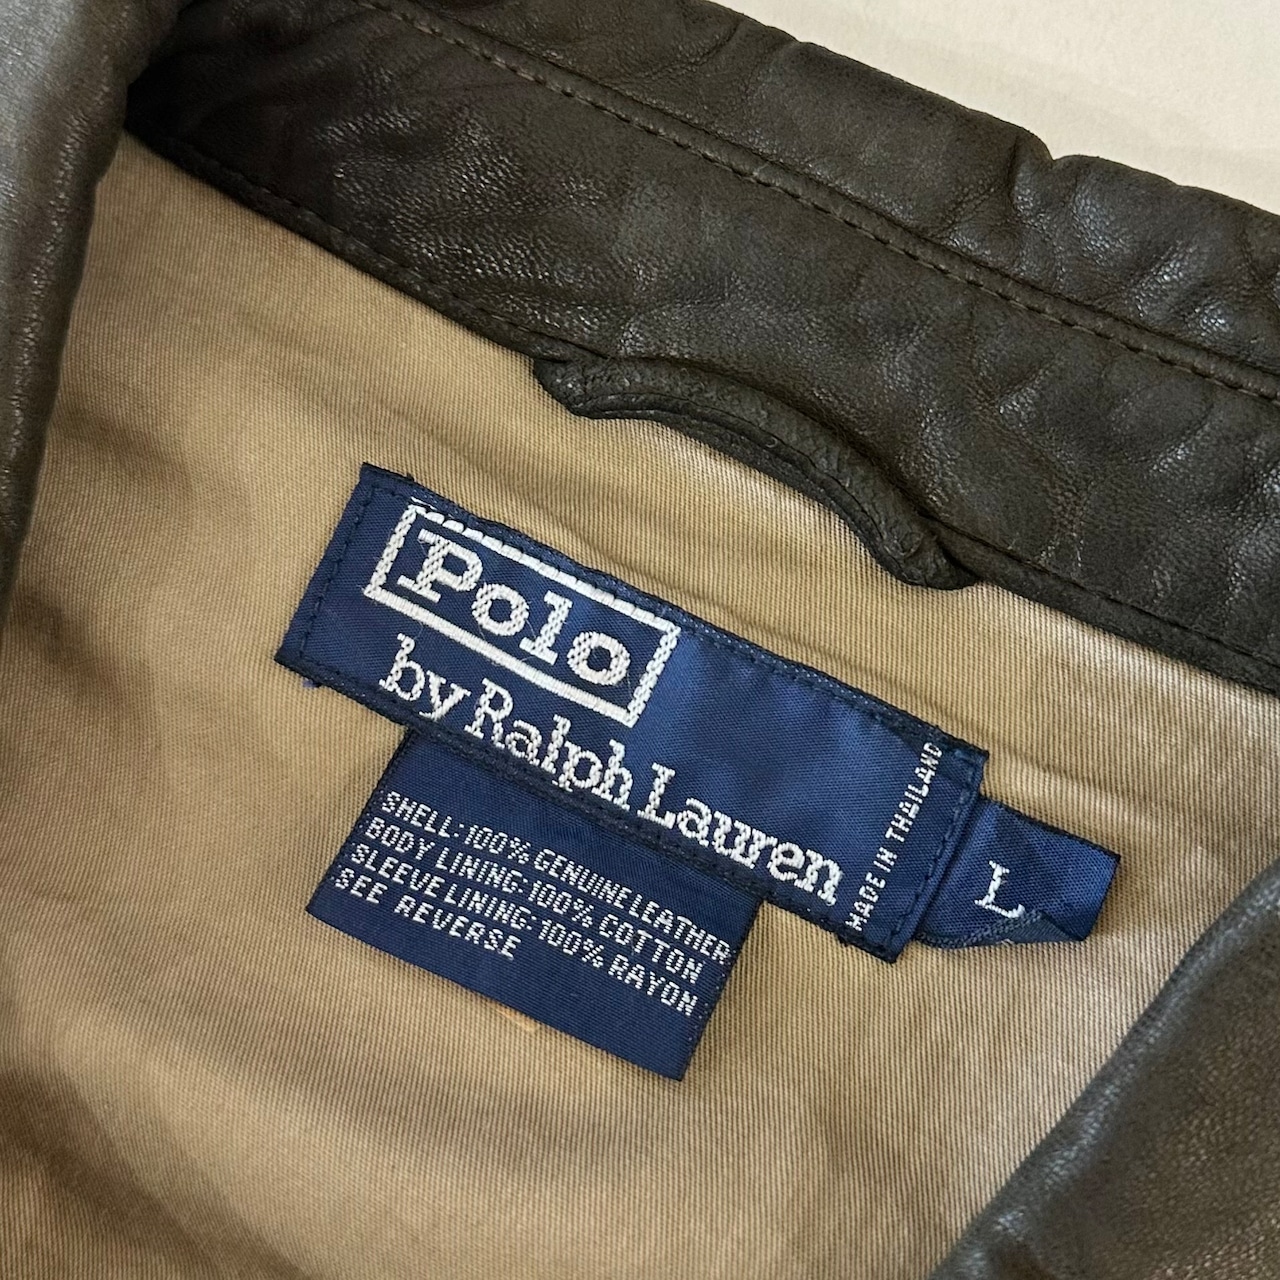 Polo
by Ralph Lauren
MADE IN THAILAND
L
SHELL:100% GENUINE LEATHER
BODY LINING:100% COTTON
SLEEVE LINING:100% RAYON
SEE REVERSE